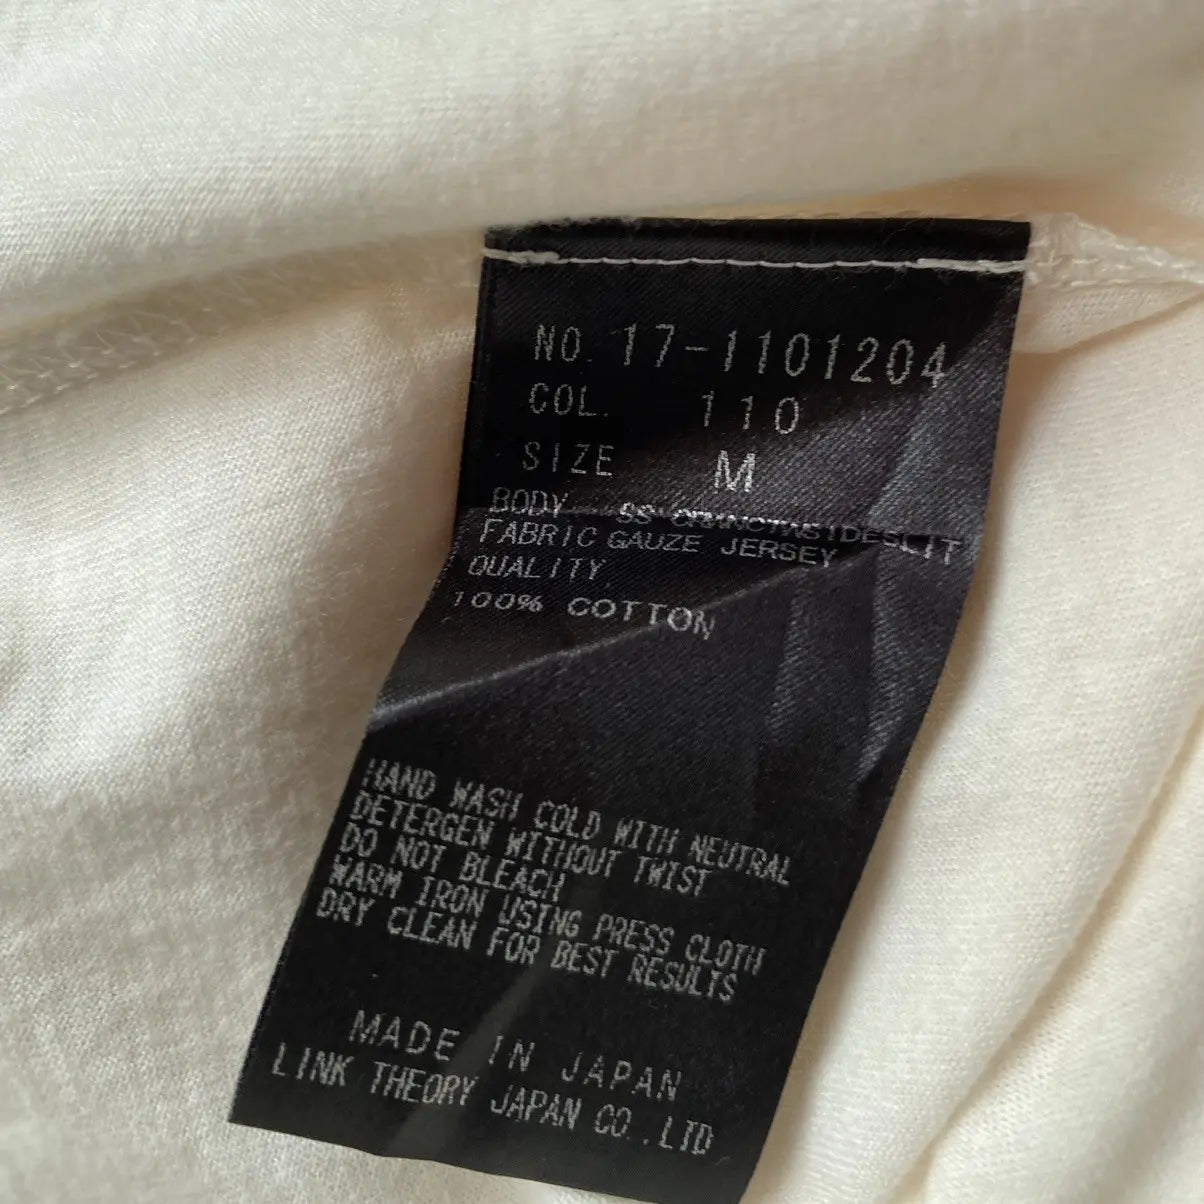 NO. 17-1101204
COL. 110
SIZE M
BODY SS
FABRIC GAUZE JERSEY
QUALITY.
100% COTTON
HAND WASH COLD WITH NEUTRAL
DETERGEN WITHOUT TWIST
DO NOT BLEACH
WARM IRON USING PRESS CLOTH
DRY CLEAN FOR BEST RESULTS
MADE IN JAPAN
LINK THEORY JAPAN CO.,LTD